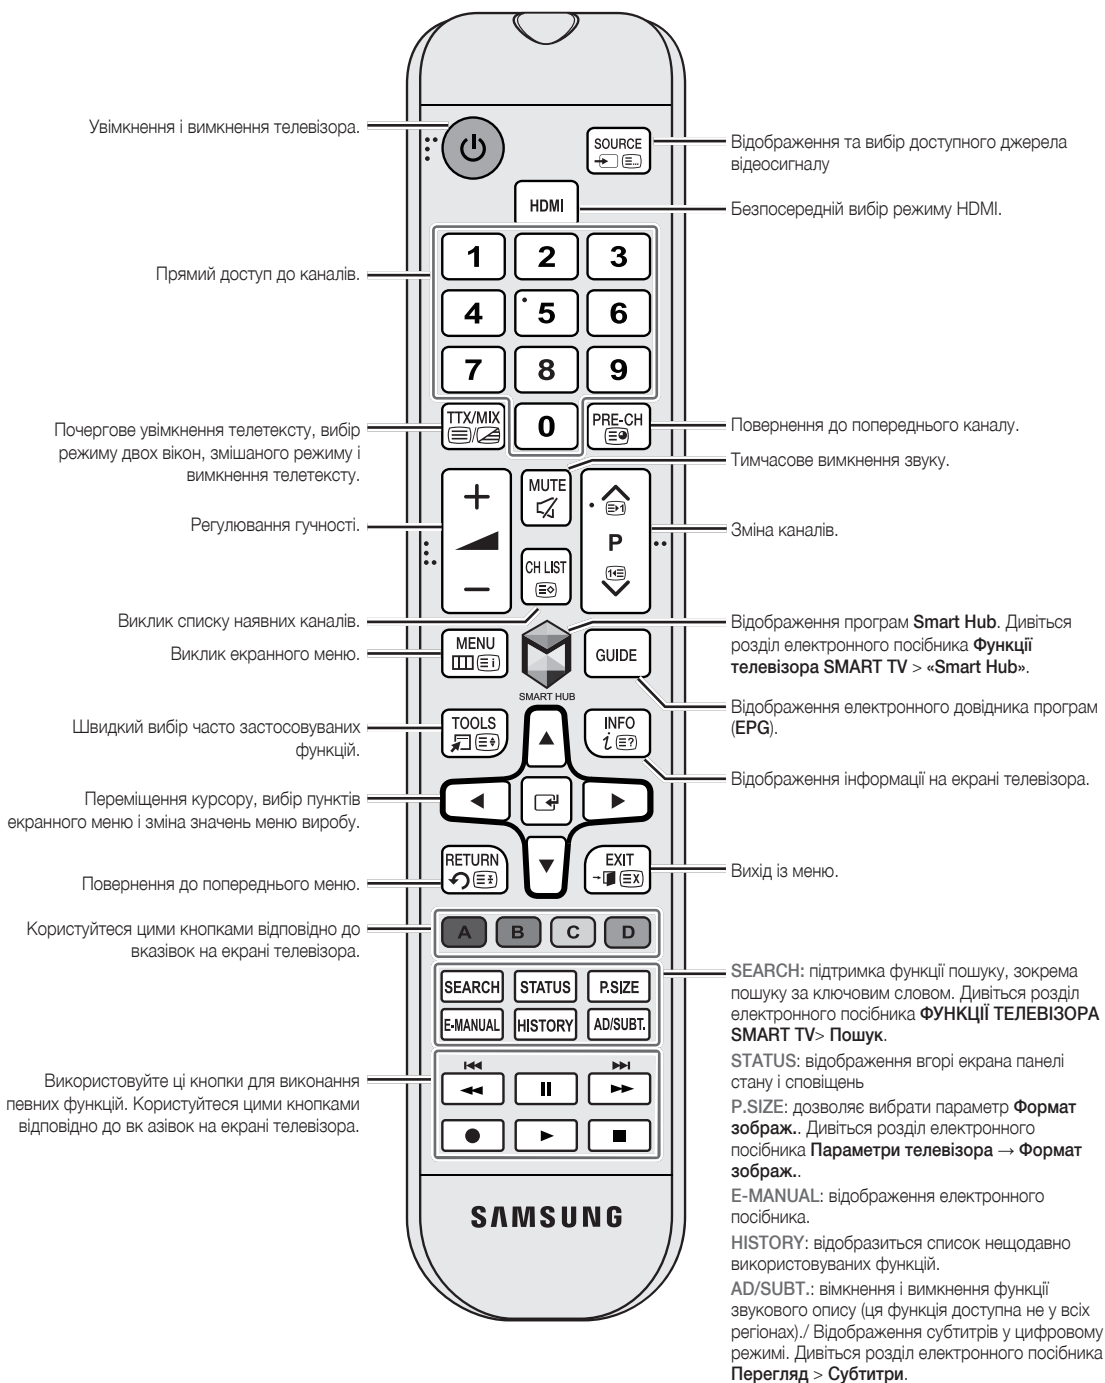 Увімкнення і вимкнення телевізора.
SOURCE
Відображення та вибір доступного джерела
відеосигналу
HDMI
Безпосередній вибір режиму HDMI.
1 2 3
Прямий доступ до каналів.
4 5 6
7 8 9
TTX/MIX
0
PRE-CH
Почергове увімкнення телетексту, вибір
режиму двох вікон, змішаного режиму і
вимкнення телетексту.
Повернення до попереднього каналу.
Тимчасове вимкнення звуку.
MUTE
Регулювання гучності.
P
Зміна каналів.
CH LIST
Виклик списку наявних каналів.
MENU
Виклик екранного меню.
SMART HUB
GUIDE
Відображення програм Smart Hub. Дивіться
розділ електронного посібника Функції
телевізора SMART TV > «Smart Hub».
Відображення електронного довідника програм
(EPG).
TOOLS
INFO
Швидкий вибір часто застосовуваних
функцій.
Відображення інформації на екрані телевізора.
Переміщення курсору, вибір пунктів
екранного меню і зміна значень меню виробу.
RETURN
EXIT
Повернення до попереднього меню.
Вихід із меню.
Користуйтеся цими кнопками відповідно до
вказівок на екрані телевізора.
A B C D
SEARCH STATUS P.SIZE
E-MANUAL HISTORY AD/SUBT.
Використовуйте ці кнопки для виконання
певних функцій. Користуйтеся цими кнопками
відповідно до вк азівок на екрані телевізора.
SAMSUNG
SEARCH: підтримка функції пошуку, зокрема
пошуку за ключовим словом. Дивіться розділ
електронного посібника ФУНКЦІЇ ТЕЛЕВІЗОРА
SMART TV> Пошук.
STATUS: відображення вгорі екрана панелі
стану і сповіщень
P.SIZE: дозволяє вибрати параметр Формат
зображ.. Дивіться розділ електронного
посібника Параметри телевізора → Формат
зображ..
E-MANUAL: відображення електронного
посібника.
HISTORY: відобразиться список нещодавно
використовуваних функцій.
AD/SUBT.: вімкнення і вимкнення функції
звукового опису (ця функція доступна не у всіх
регіонах)./ Відображення субтитрів у цифровому
режимі. Дивіться розділ електронного посібника
Перегляд > Субтитри.